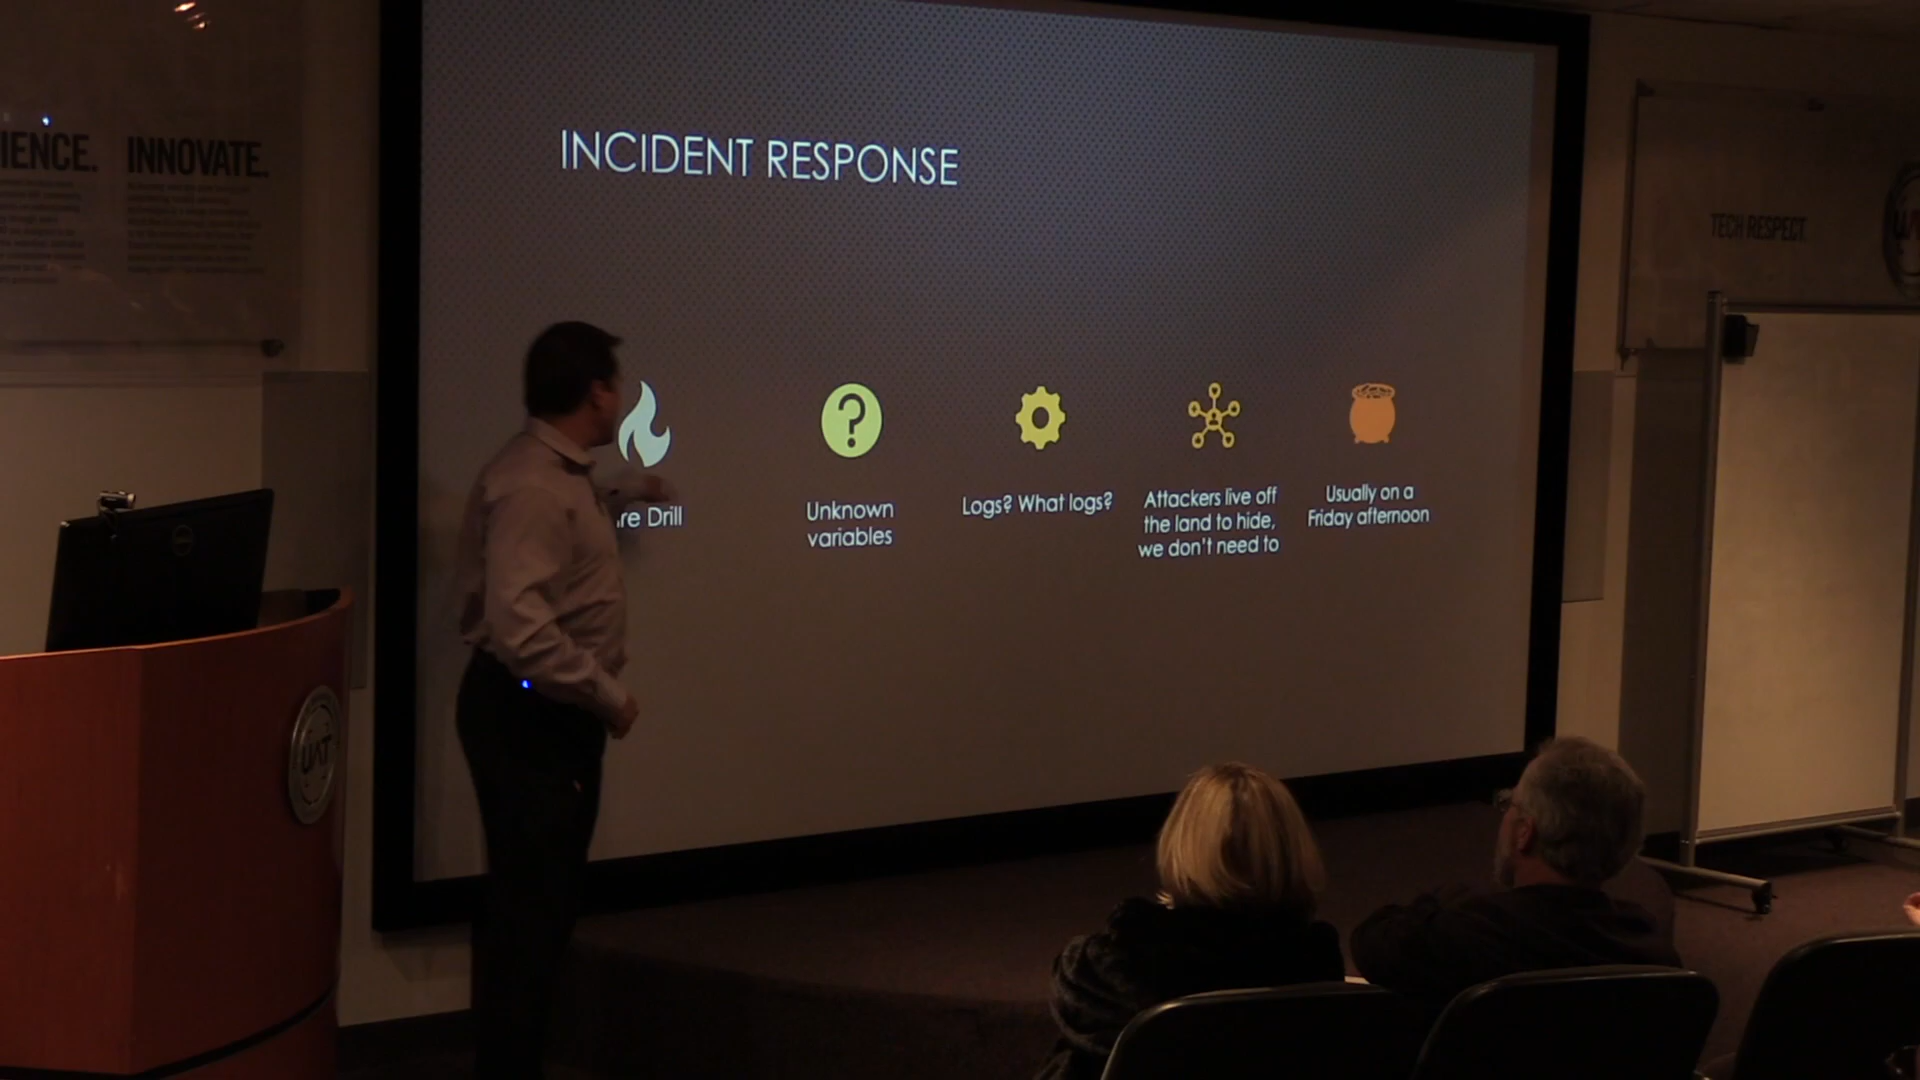 IENCE.
INNOVATE.
INCIDENT RESPONSE
TECH RESPECT
re Drill
Unknown
variables
Logs? What logs?
Attackers live off
the land to hide,
we don't need to
Usually on a
Friday afternoon
UAT